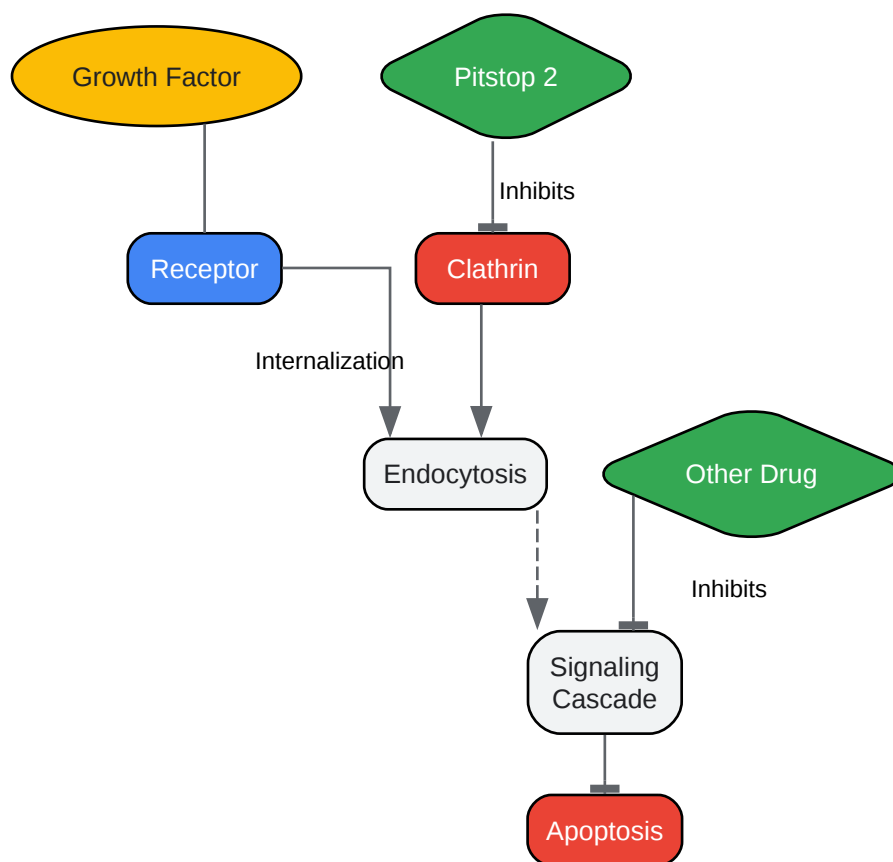 Growth Factor
Pitstop 2
Inhibits
Receptor
Clathrin
Internalization
Endocytosis
Other Drug
Inhibits
Signaling
Cascade
Apoptosis